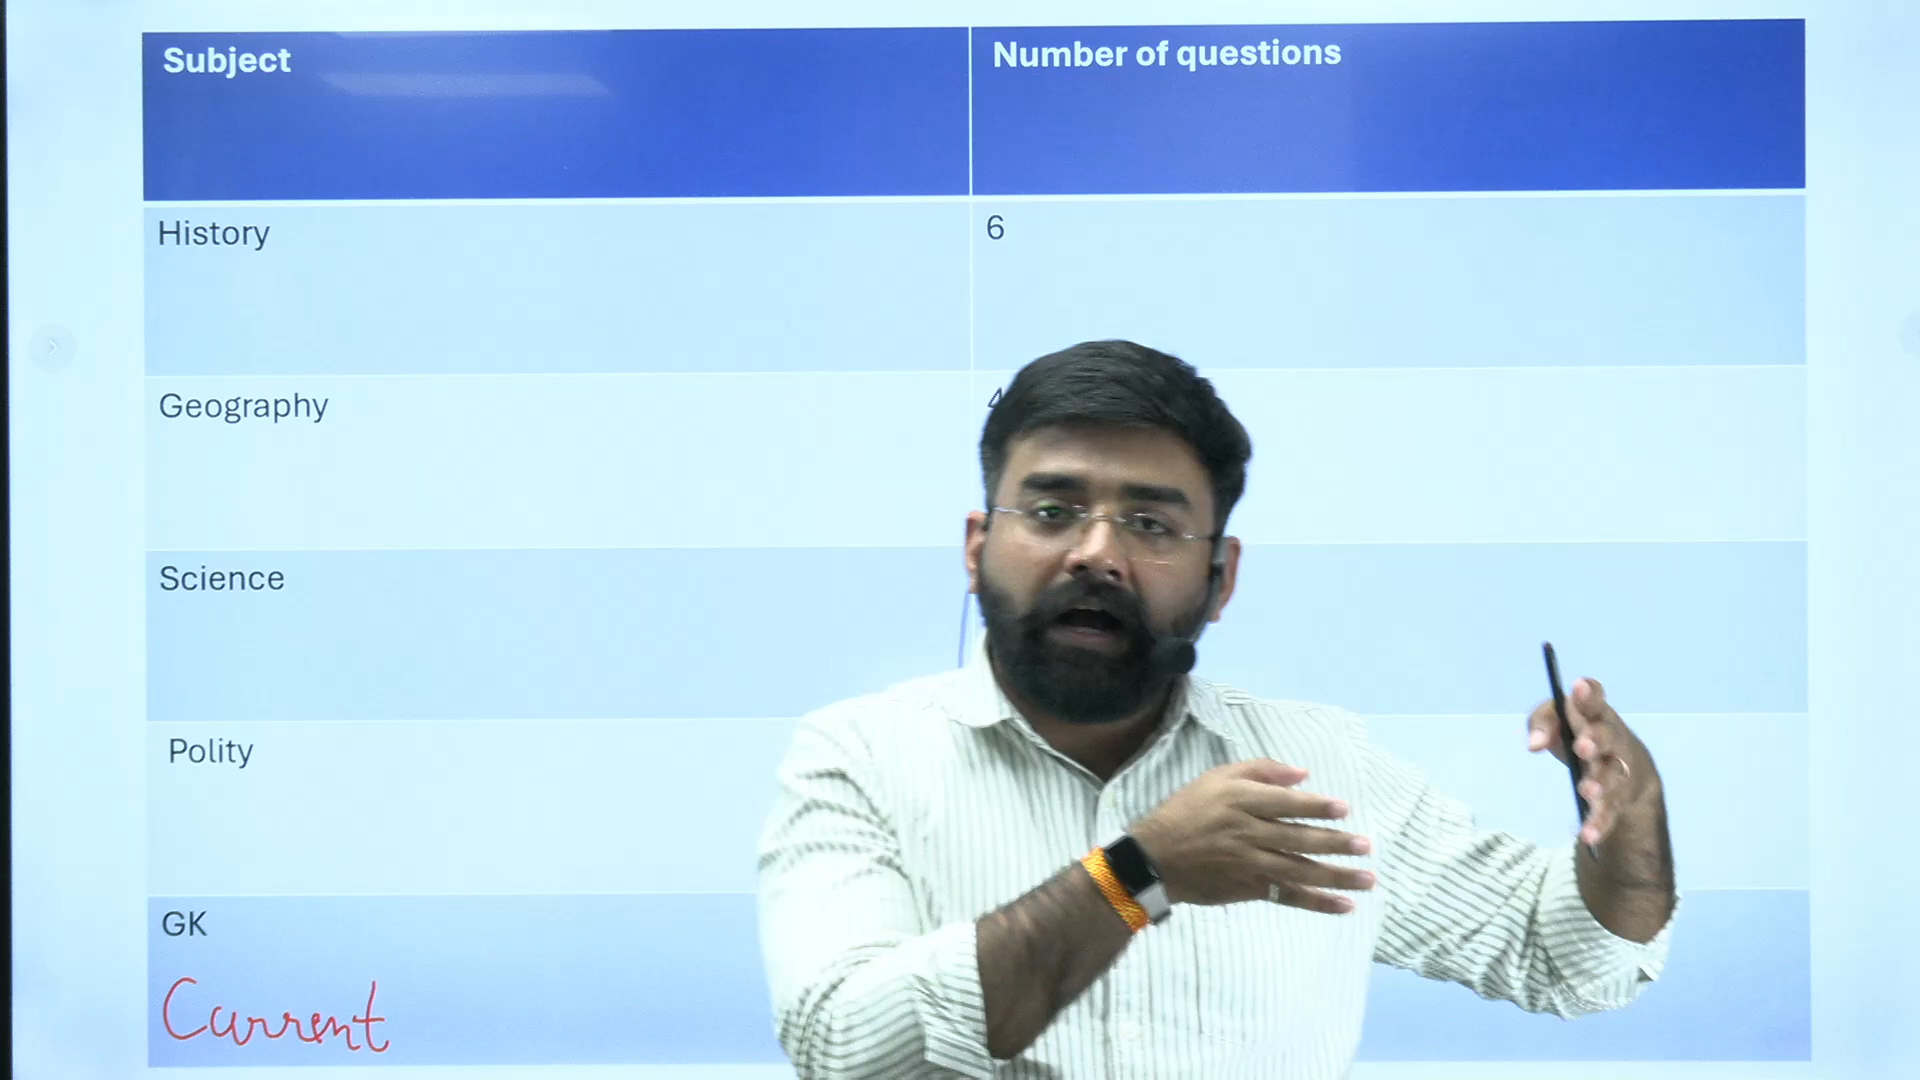 Subject
Number of questions
History
6
Geography
Science
Polity
GK
Current